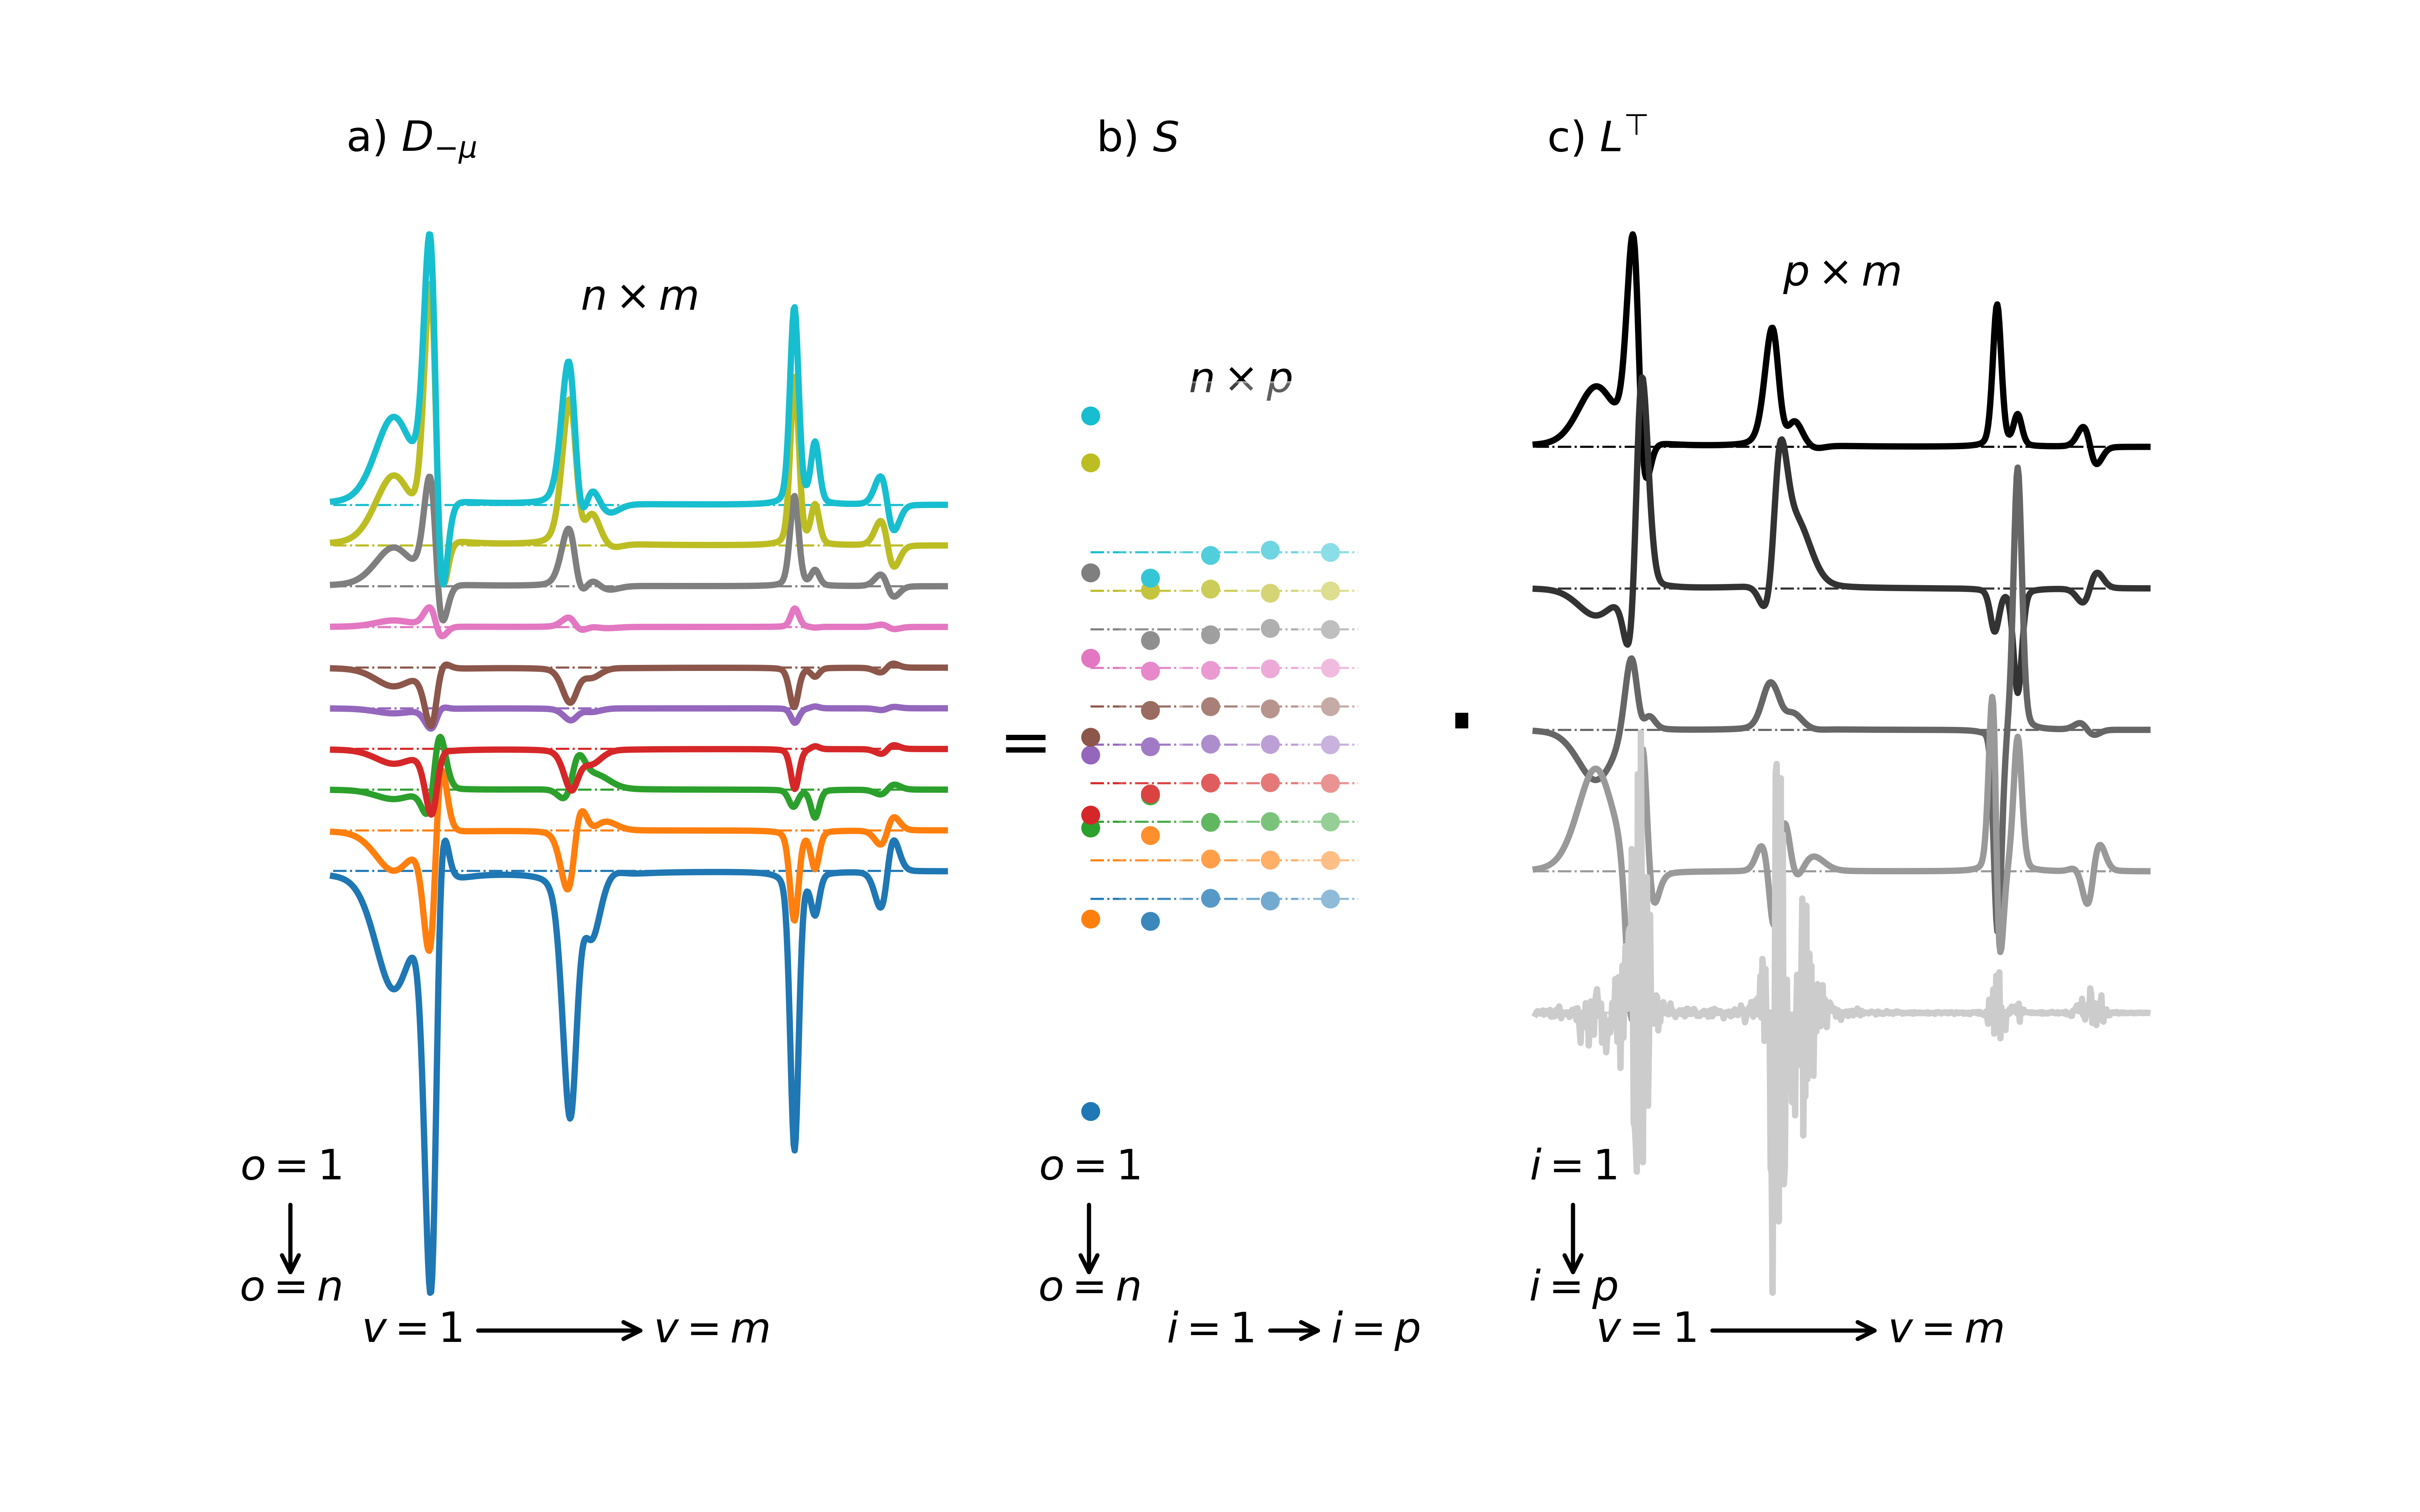 a) D₋μ
b) S
c) L⊤
n × m
n × p
p × m
=
·
o = 1
o = n
v = 1
v = m
o = 1
o = n
i = 1
i = p
i = 1
i = p
v = 1
v = m